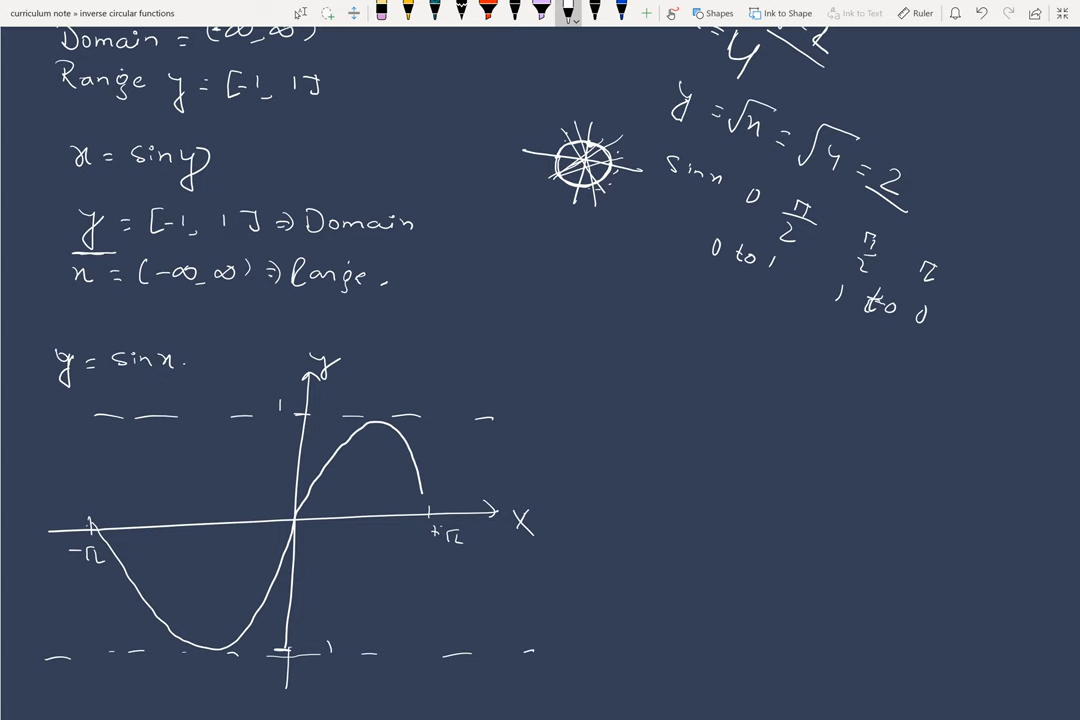 curriculum note » inverse circular functions
Shapes
Ink to Shape
Ink to Text
Ruler
Domain = (-∞, ∞)
Range y = [-1, 1]
x = sin y
y = [-1, 1] ⇒ Domain
x = (-∞, ∞) ⇒ Range.
y = √x = √4 = 2
4
sin x 0 π/2 π/2 π
0 to 1 1 to 0
y = sin x.
Y
1
X
-π +π
1